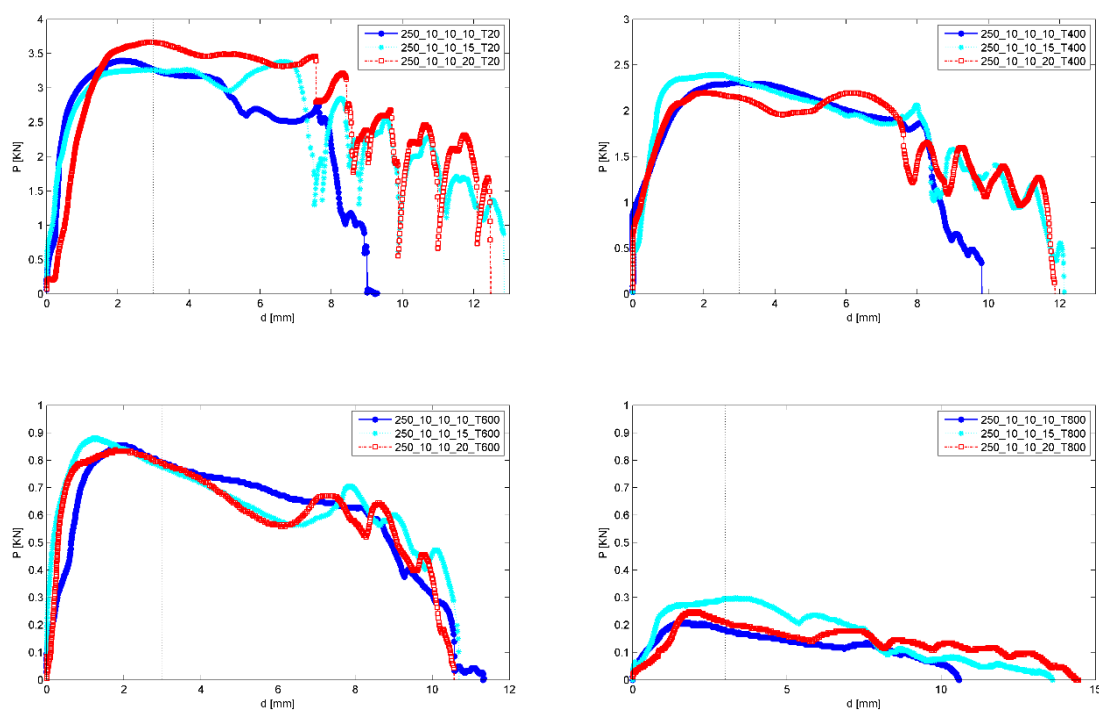 4
3.5
3
2.5
2
1.5
1
0.5
0
P [KN]
0 2 4 6 8 10 12
d [mm]
250_10_10_10_T20
250_10_10_15_T20
250_10_10_20_T20
3
2.5
2
1.5
1
0.5
0
P [KN]
0 2 4 6 8 10 12
d [mm]
250_10_10_10_T400
250_10_10_15_T400
250_10_10_20_T400
1
0.9
0.8
0.7
0.6
0.5
0.4
0.3
0.2
0.1
0
P [KN]
0 2 4 6 8 10 12
d [mm]
250_10_10_10_T600
250_10_10_15_T600
250_10_10_20_T600
1
0.9
0.8
0.7
0.6
0.5
0.4
0.3
0.2
0.1
0
P [KN]
0 5 10 15
d [mm]
250_10_10_10_T800
250_10_10_15_T800
250_10_10_20_T800